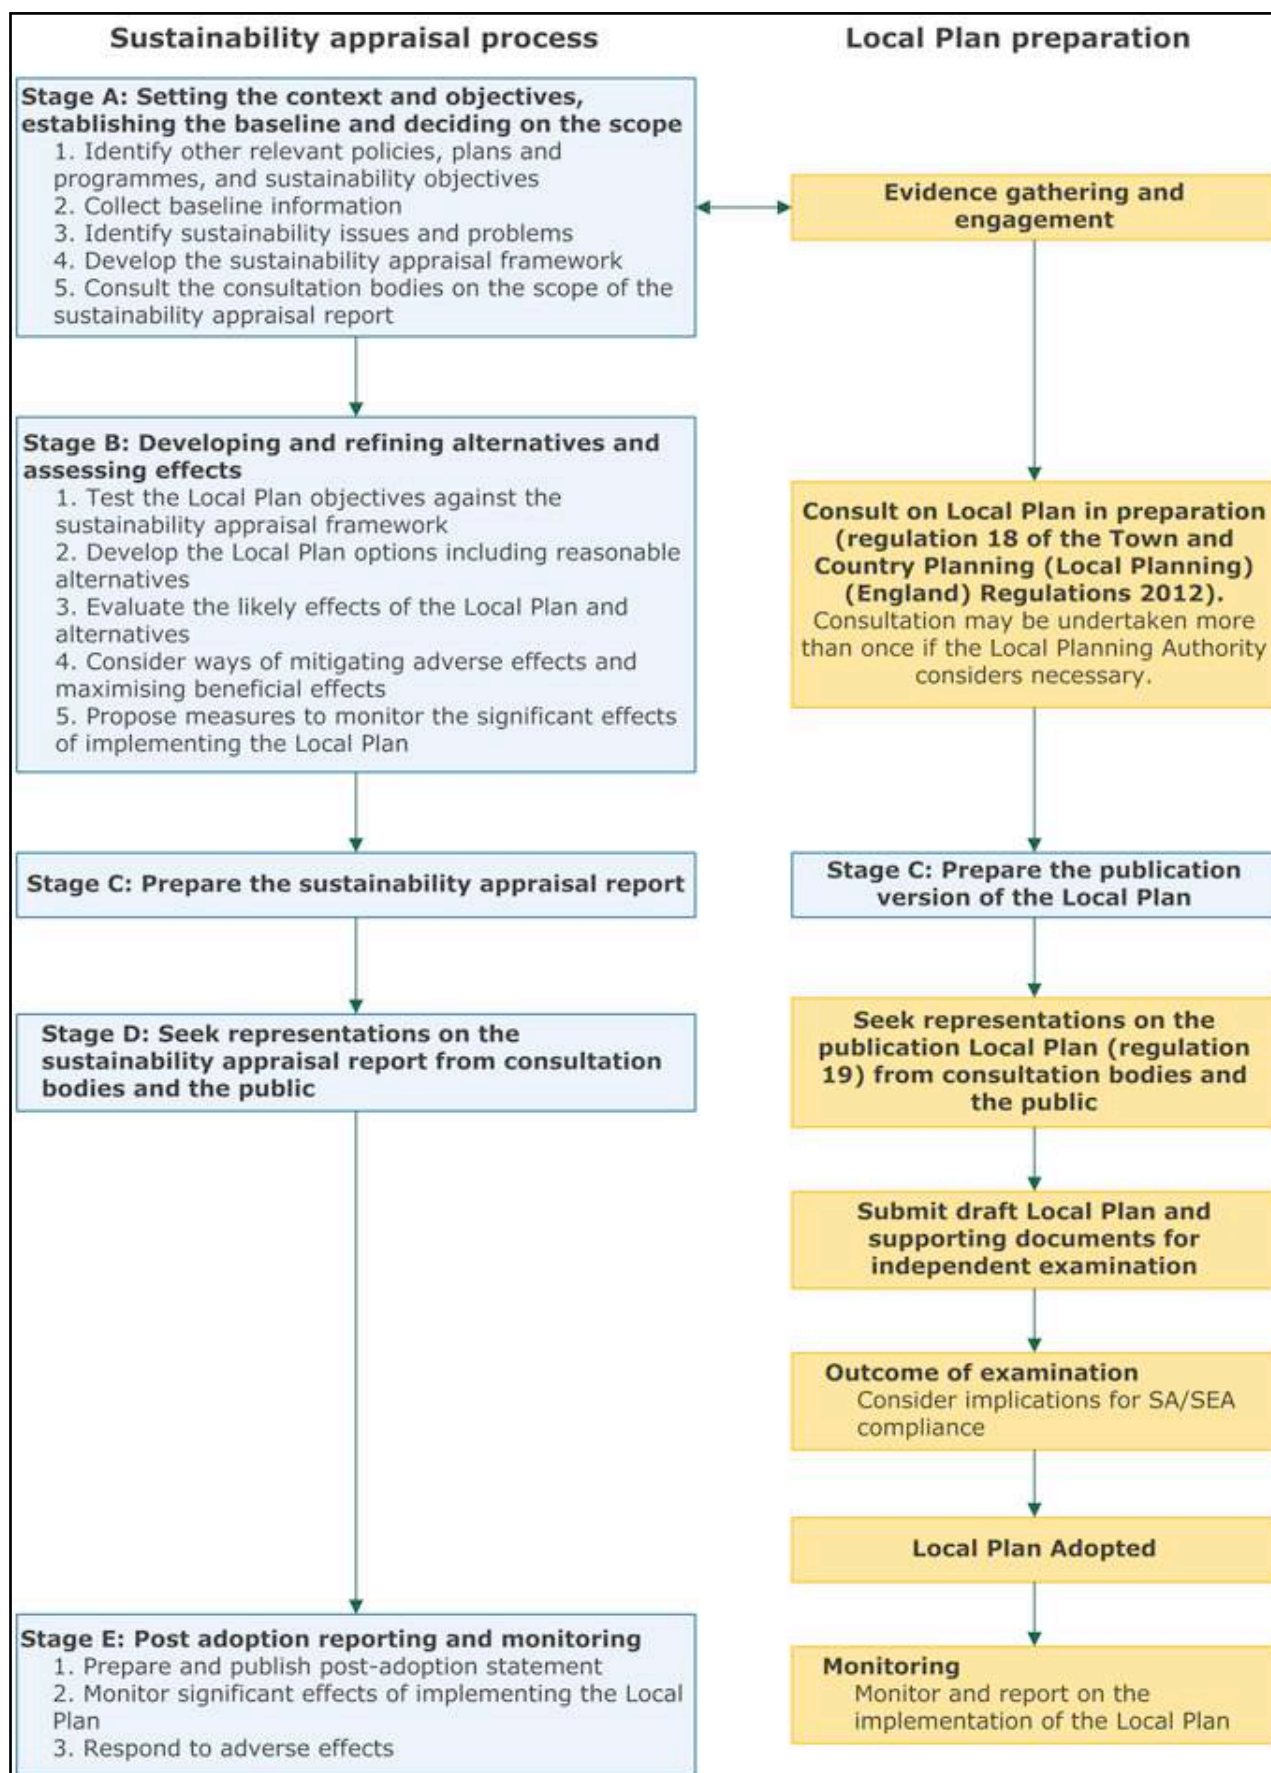 Sustainability appraisal process
Local Plan preparation
Stage A: Setting the context and objectives,
establishing the baseline and deciding on the scope
1. Identify other relevant policies, plans and
programmes, and sustainability objectives
2. Collect baseline information
3. Identify sustainability issues and problems
4. Develop the sustainability appraisal framework
5. Consult the consultation bodies on the scope of the
sustainability appraisal report
Evidence gathering and
engagement
Stage B: Developing and refining alternatives and
assessing effects
1. Test the Local Plan objectives against the
sustainability appraisal framework
2. Develop the Local Plan options including reasonable
alternatives
3. Evaluate the likely effects of the Local Plan and
alternatives
4. Consider ways of mitigating adverse effects and
maximising beneficial effects
5. Propose measures to monitor the significant effects
of implementing the Local Plan
Consult on Local Plan in preparation
(regulation 18 of the Town and
Country Planning (Local Planning)
(England) Regulations 2012).
Consultation may be undertaken more
than once if the Local Planning Authority
considers necessary.
Stage C: Prepare the sustainability appraisal report
Stage C: Prepare the publication
version of the Local Plan
Stage D: Seek representations on the
sustainability appraisal report from consultation
bodies and the public
Seek representations on the
publication Local Plan (regulation
19) from consultation bodies and
the public
Submit draft Local Plan and
supporting documents for
independent examination
Outcome of examination
Consider implications for SA/SEA
compliance
Local Plan Adopted
Stage E: Post adoption reporting and monitoring
1. Prepare and publish post-adoption statement
2. Monitor significant effects of implementing the Local
Plan
3. Respond to adverse effects
Monitoring
Monitor and report on the
implementation of the Local Plan